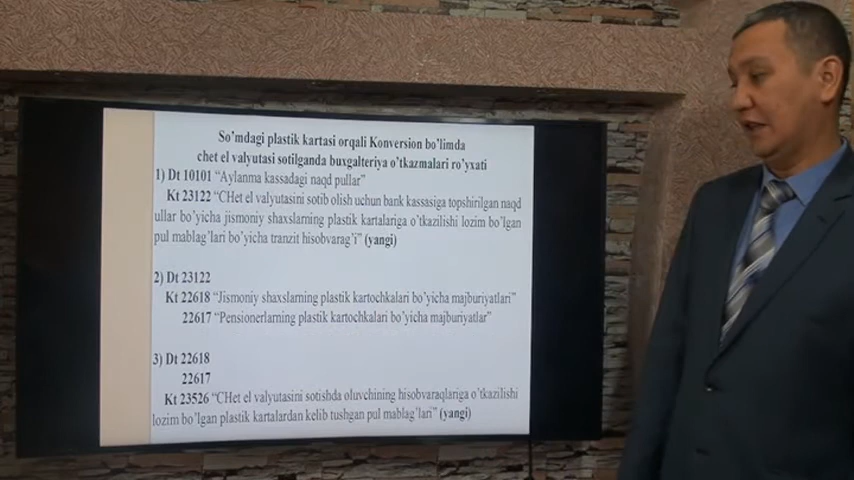 So’mdagi plastik kartasi orqali Konversion bo’limda
chet el valyutasi sotilganda buxgalteriya o’tkazmalari ro’yxati
1) Dt 10101 “Aylanma kassadagi naqd pullar”
Kt 23122 “CHet el valyutasini sotib olish uchun bank kassasiga topshirilgan naqd
ullar bo’yicha jismoniy shaxslarning plastik kartalariga o’tkazilishi lozim bo’lgan
pul mablag’lari bo’yicha tranzit hisobvarag’i” (yangi)
2) Dt 23122
Kt 22618 “Jismoniy shaxslarning plastik kartochkalari bo’yicha majburiyatlari”
22617 “Pensionerlarning plastik kartochkalari bo’yicha majburiyatlar”
3) Dt 22618
22617
Kt 23526 “CHet el valyutasini sotishda oluvchining hisobvaraqlariga o’tkazilishi
lozim bo’lgan plastik kartalardan kelib tushgan pul mablag’lari” (yangi)